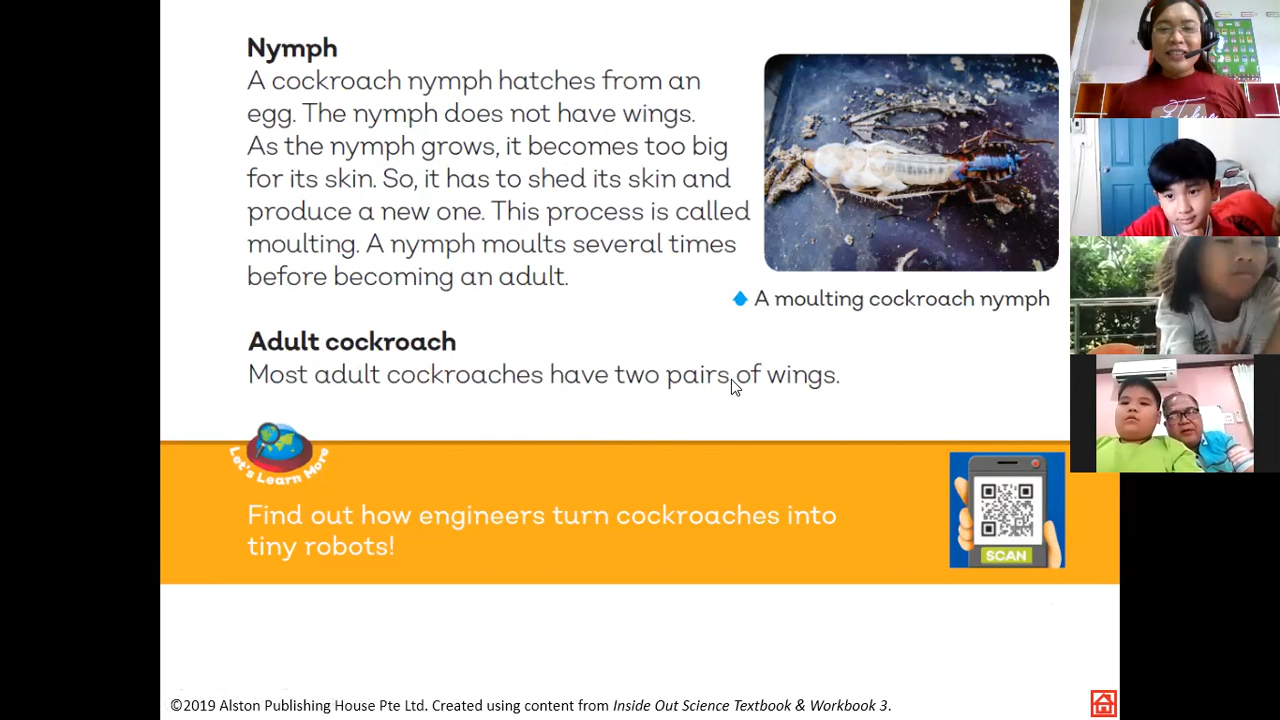 Nymph
A cockroach nymph hatches from an
egg. The nymph does not have wings.
As the nymph grows, it becomes too big
for its skin. So, it has to shed its skin and
produce a new one. This process is called
moulting. A nymph moults several times
before becoming an adult.
A moulting cockroach nymph
Adult cockroach
Most adult cockroaches have two pairs of wings.
Let's Learn More
Find out how engineers turn cockroaches into
tiny robots!
SCAN
©2019 Alston Publishing House Pte Ltd. Created using content from Inside Out Science Textbook & Workbook 3.